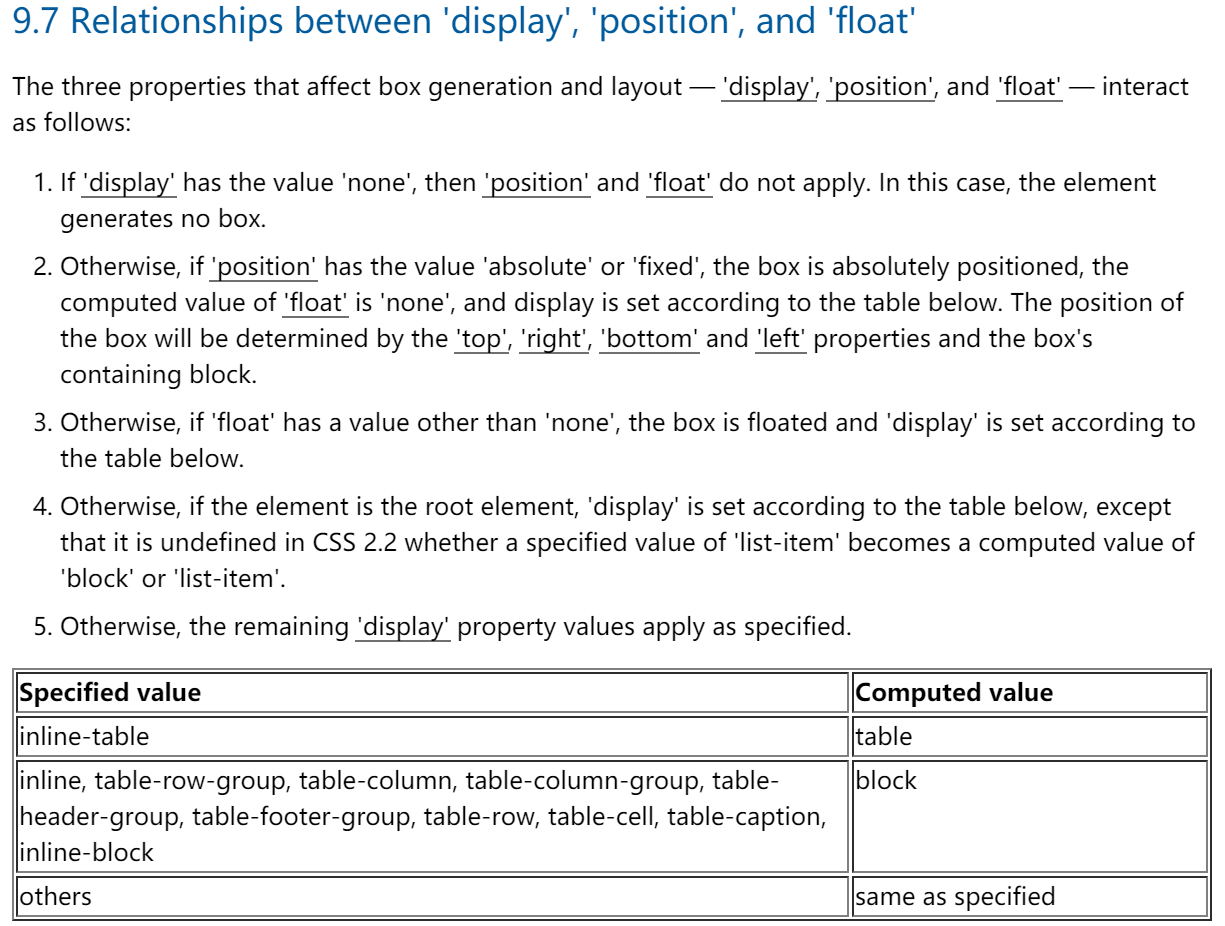 9.7 Relationships between 'display', 'position', and 'float'
The three properties that affect box generation and layout — 'display', 'position', and 'float' — interact
as follows:
1. If 'display' has the value 'none', then 'position' and 'float' do not apply. In this case, the element
generates no box.
2. Otherwise, if 'position' has the value 'absolute' or 'fixed', the box is absolutely positioned, the
computed value of 'float' is 'none', and display is set according to the table below. The position of
the box will be determined by the 'top', 'right', 'bottom' and 'left' properties and the box's
containing block.
3. Otherwise, if 'float' has a value other than 'none', the box is floated and 'display' is set according to
the table below.
4. Otherwise, if the element is the root element, 'display' is set according to the table below, except
that it is undefined in CSS 2.2 whether a specified value of 'list-item' becomes a computed value of
'block' or 'list-item'.
5. Otherwise, the remaining 'display' property values apply as specified.
Specified value Computed value
inline-table table
inline, table-row-group, table-column, table-column-group, table- block
header-group, table-footer-group, table-row, table-cell, table-caption,
inline-block
others same as specified